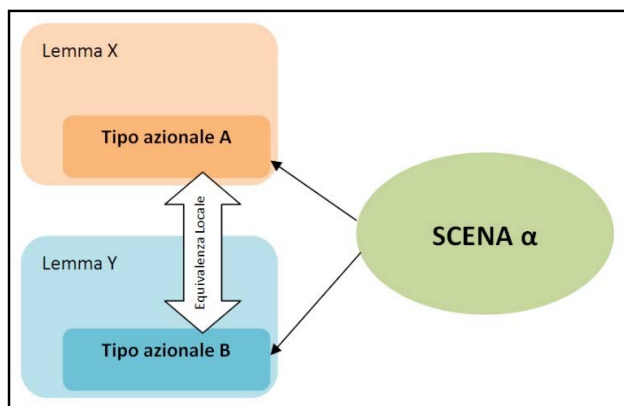 Lemma X
Tipo azionale A
Equivalenza Locale
SCENA α
Lemma Y
Tipo azionale B